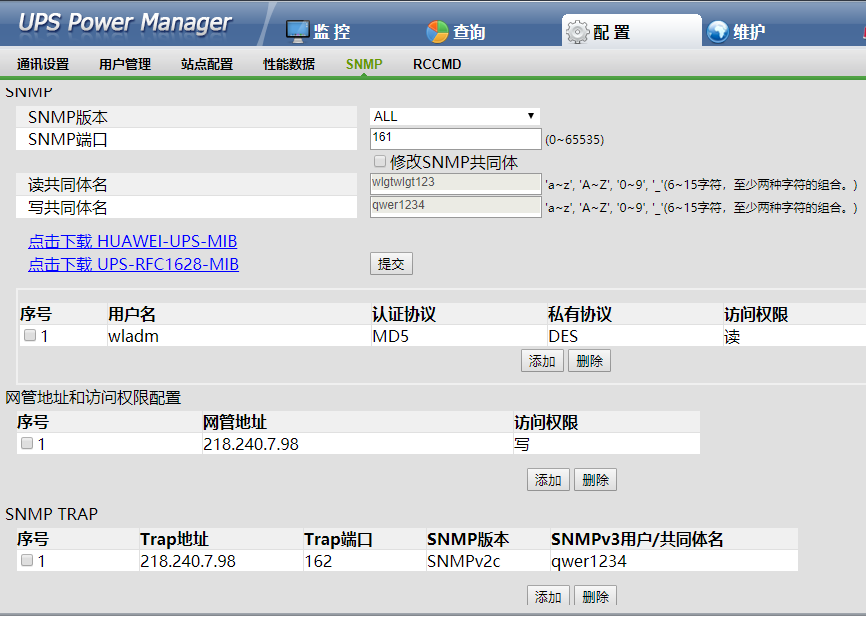 UPS Power Manager 监 控 查询 配 置 维护
通讯设置 用户管理 站点配置 性能数据 SNMP RCCMD
SNMP
SNMP版本 ALL
SNMP端口 161 (0~65535)
修改SNMP共同体
读共同体名 wlgtwlgt123 'a~z', 'A~Z', '0~9', '_'(6~15字符，至少两种字符的组合。)
写共同体名 qwer1234 'a~z', 'A~Z', '0~9', '_'(6~15字符，至少两种字符的组合。)
点击下载 HUAWEI-UPS-MIB
点击下载 UPS-RFC1628-MIB 提交
序号 用户名 认证协议 私有协议 访问权限
1 wladm MD5 DES 读
添加 删除
网管地址和访问权限配置
序号 网管地址 访问权限
1 218.240.7.98 写
添加 删除
SNMP TRAP
序号 Trap地址 Trap端口 SNMP版本 SNMPv3用户/共同体名
1 218.240.7.98 162 SNMPv2c qwer1234
添加 删除